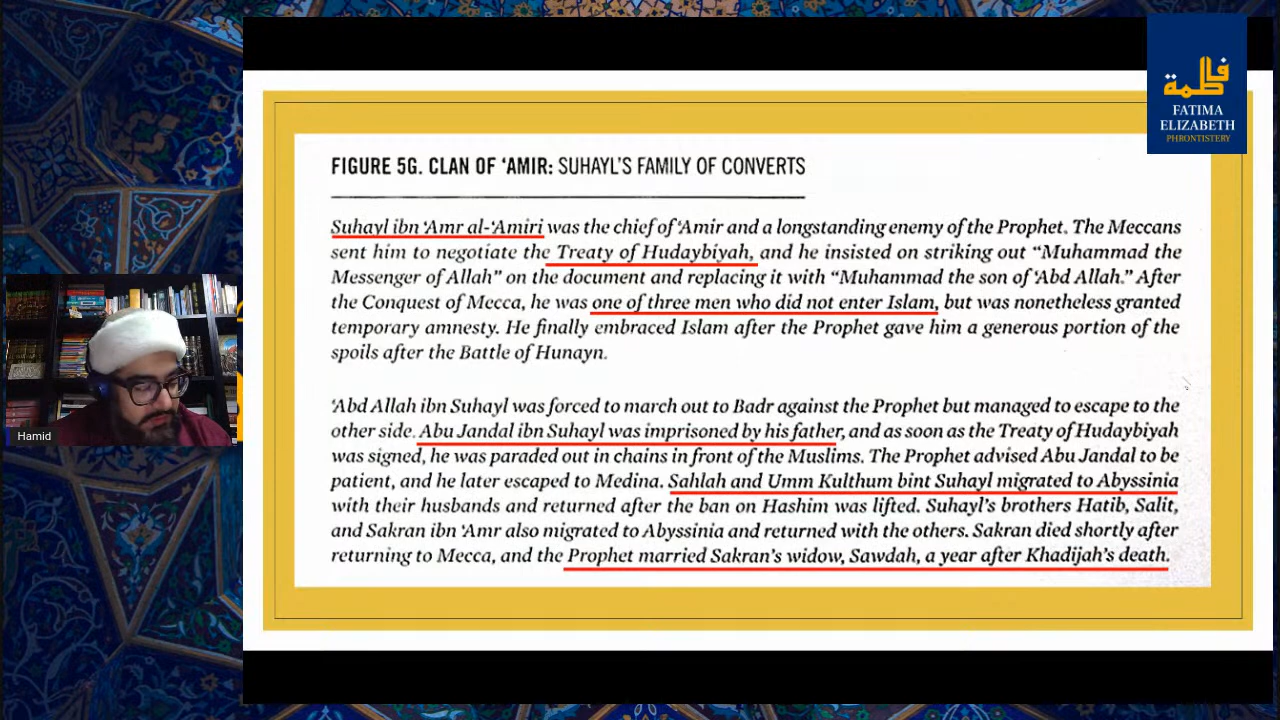 فاطمة
FATIMA
ELIZABETH
PHRONTISTERY
FIGURE 5G. CLAN OF ‘AMIR: SUHAYL’S FAMILY OF CONVERTS
Suhayl ibn ‘Amr al-‘Amiri was the chief of ‘Amir and a longstanding enemy of the Prophet. The Meccans
sent him to negotiate the Treaty of Hudaybiyah, and he insisted on striking out “Muhammad the
Messenger of Allah” on the document and replacing it with “Muhammad the son of ‘Abd Allah.” After
the Conquest of Mecca, he was one of three men who did not enter Islam, but was nonetheless granted
temporary amnesty. He finally embraced Islam after the Prophet gave him a generous portion of the
spoils after the Battle of Hunayn.
‘Abd Allah ibn Suhayl was forced to march out to Badr against the Prophet but managed to escape to the
other side. Abu Jandal ibn Suhayl was imprisoned by his father, and as soon as the Treaty of Hudaybiyah
was signed, he was paraded out in chains in front of the Muslims. The Prophet advised Abu Jandal to be
patient, and he later escaped to Medina. Sahlah and Umm Kulthum bint Suhayl migrated to Abyssinia
with their husbands and returned after the ban on Hashim was lifted. Suhayl’s brothers Hatib, Salit,
and Sakran ibn ‘Amr also migrated to Abyssinia and returned with the others. Sakran died shortly after
returning to Mecca, and the Prophet married Sakran’s widow, Sawdah, a year after Khadijah’s death.
Hamid